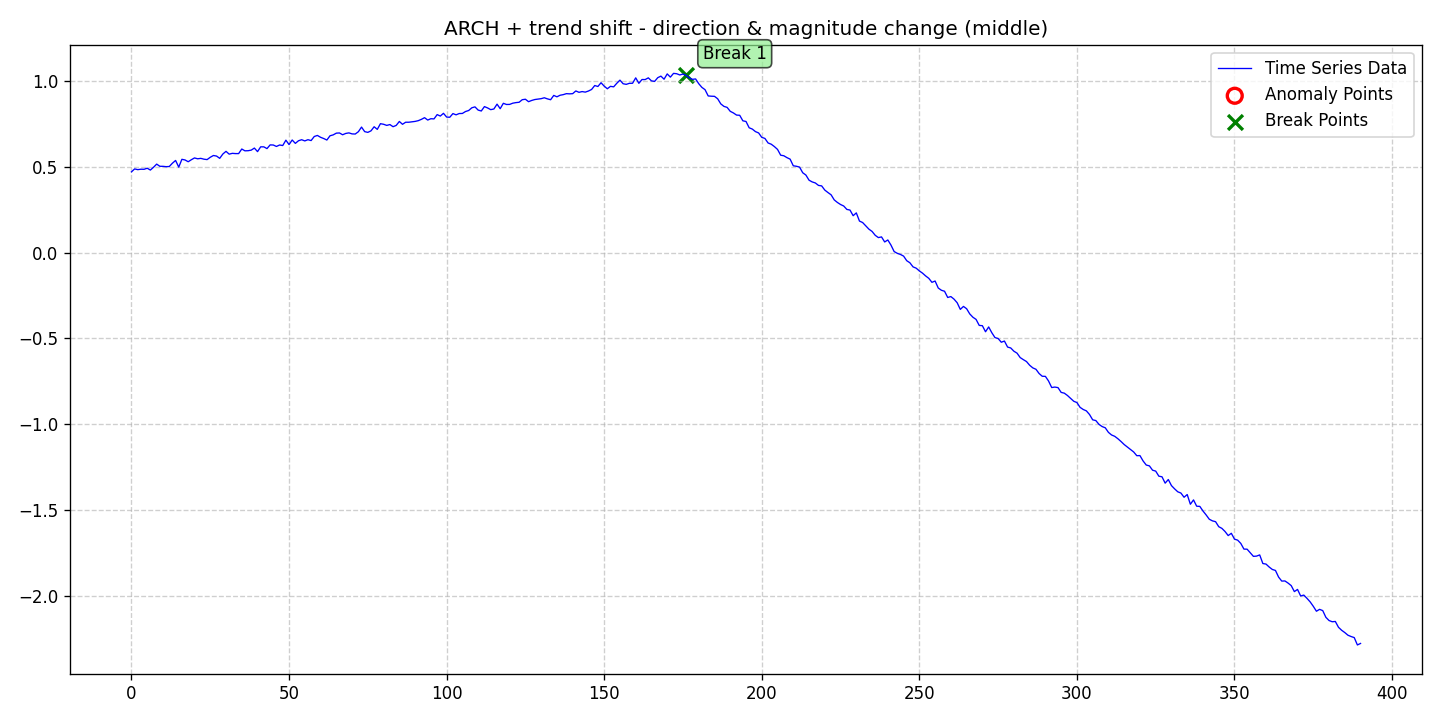 ARCH + trend shift - direction & magnitude change (middle)
Break 1
Time Series Data
Anomaly Points
Break Points
1.0
0.5
0.0
−0.5
−1.0
−1.5
−2.0
0 50 100 150 200 250 300 350 400